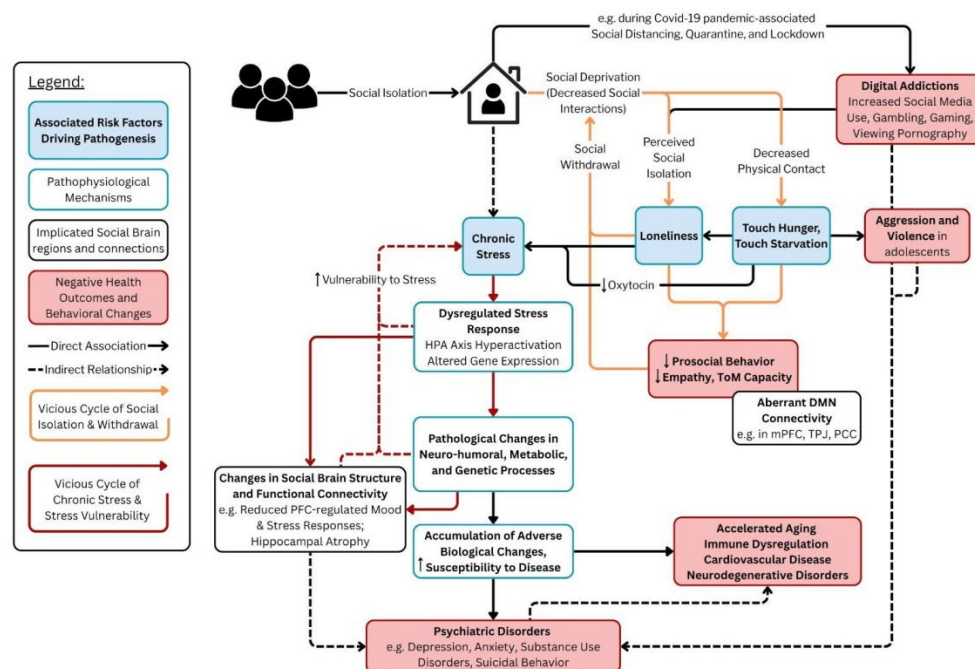 e.g. during Covid-19 pandemic-associated
Social Distancing, Quarantine, and Lockdown
Legend:
Associated Risk Factors
Driving Pathogenesis
Pathophysiological
Mechanisms
Implicated Social Brain
regions and connections
Negative Health
Outcomes and
Behavioral Changes
Direct Association
Indirect Relationship
Vicious Cycle of Social
Isolation & Withdrawal
Vicious Cycle of
Chronic Stress &
Stress Vulnerability
Social Isolation
Social Deprivation
(Decreased Social
Interactions)
Digital Addictions
Increased Social Media
Use, Gambling, Gaming,
Viewing Pornography
Social
Withdrawal
Perceived
Social
Isolation
Decreased
Physical Contact
Chronic
Stress
Loneliness
Touch Hunger,
Touch Starvation
Aggression and
Violence in
adolescents
↑ Vulnerability to Stress
↓ Oxytocin
Dysregulated Stress
Response
HPA Axis Hyperactivation
Altered Gene Expression
↓ Prosocial Behavior
↓ Empathy, ToM Capacity
Aberrant DMN
Connectivity
e.g. in mPFC, TPJ, PCC
Pathological Changes in
Neuro-humoral, Metabolic,
and Genetic Processes
Changes in Social Brain Structure
and Functional Connectivity
e.g. Reduced PFC-regulated Mood
& Stress Responses;
Hippocampal Atrophy
Accumulation of Adverse
Biological Changes,
↑ Susceptibility to Disease
Accelerated Aging
Immune Dysregulation
Cardiovascular Disease
Neurodegenerative Disorders
Psychiatric Disorders
e.g. Depression, Anxiety, Substance Use
Disorders, Suicidal Behavior